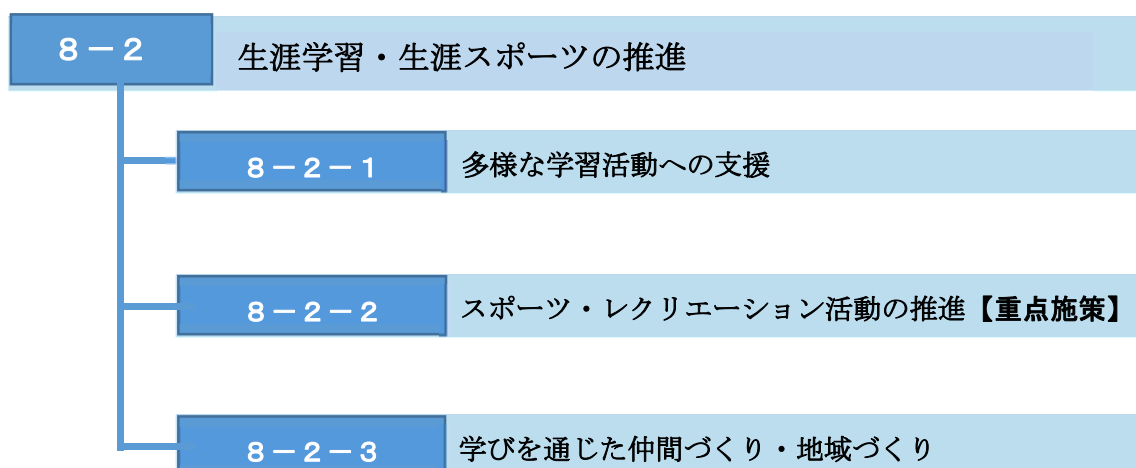 8－2 生涯学習・生涯スポーツの推進
8－2－1 多様な学習活動への支援
8－2－2 スポーツ・レクリエーション活動の推進【重点施策】
8－2－3 学びを通じた仲間づくり・地域づくり